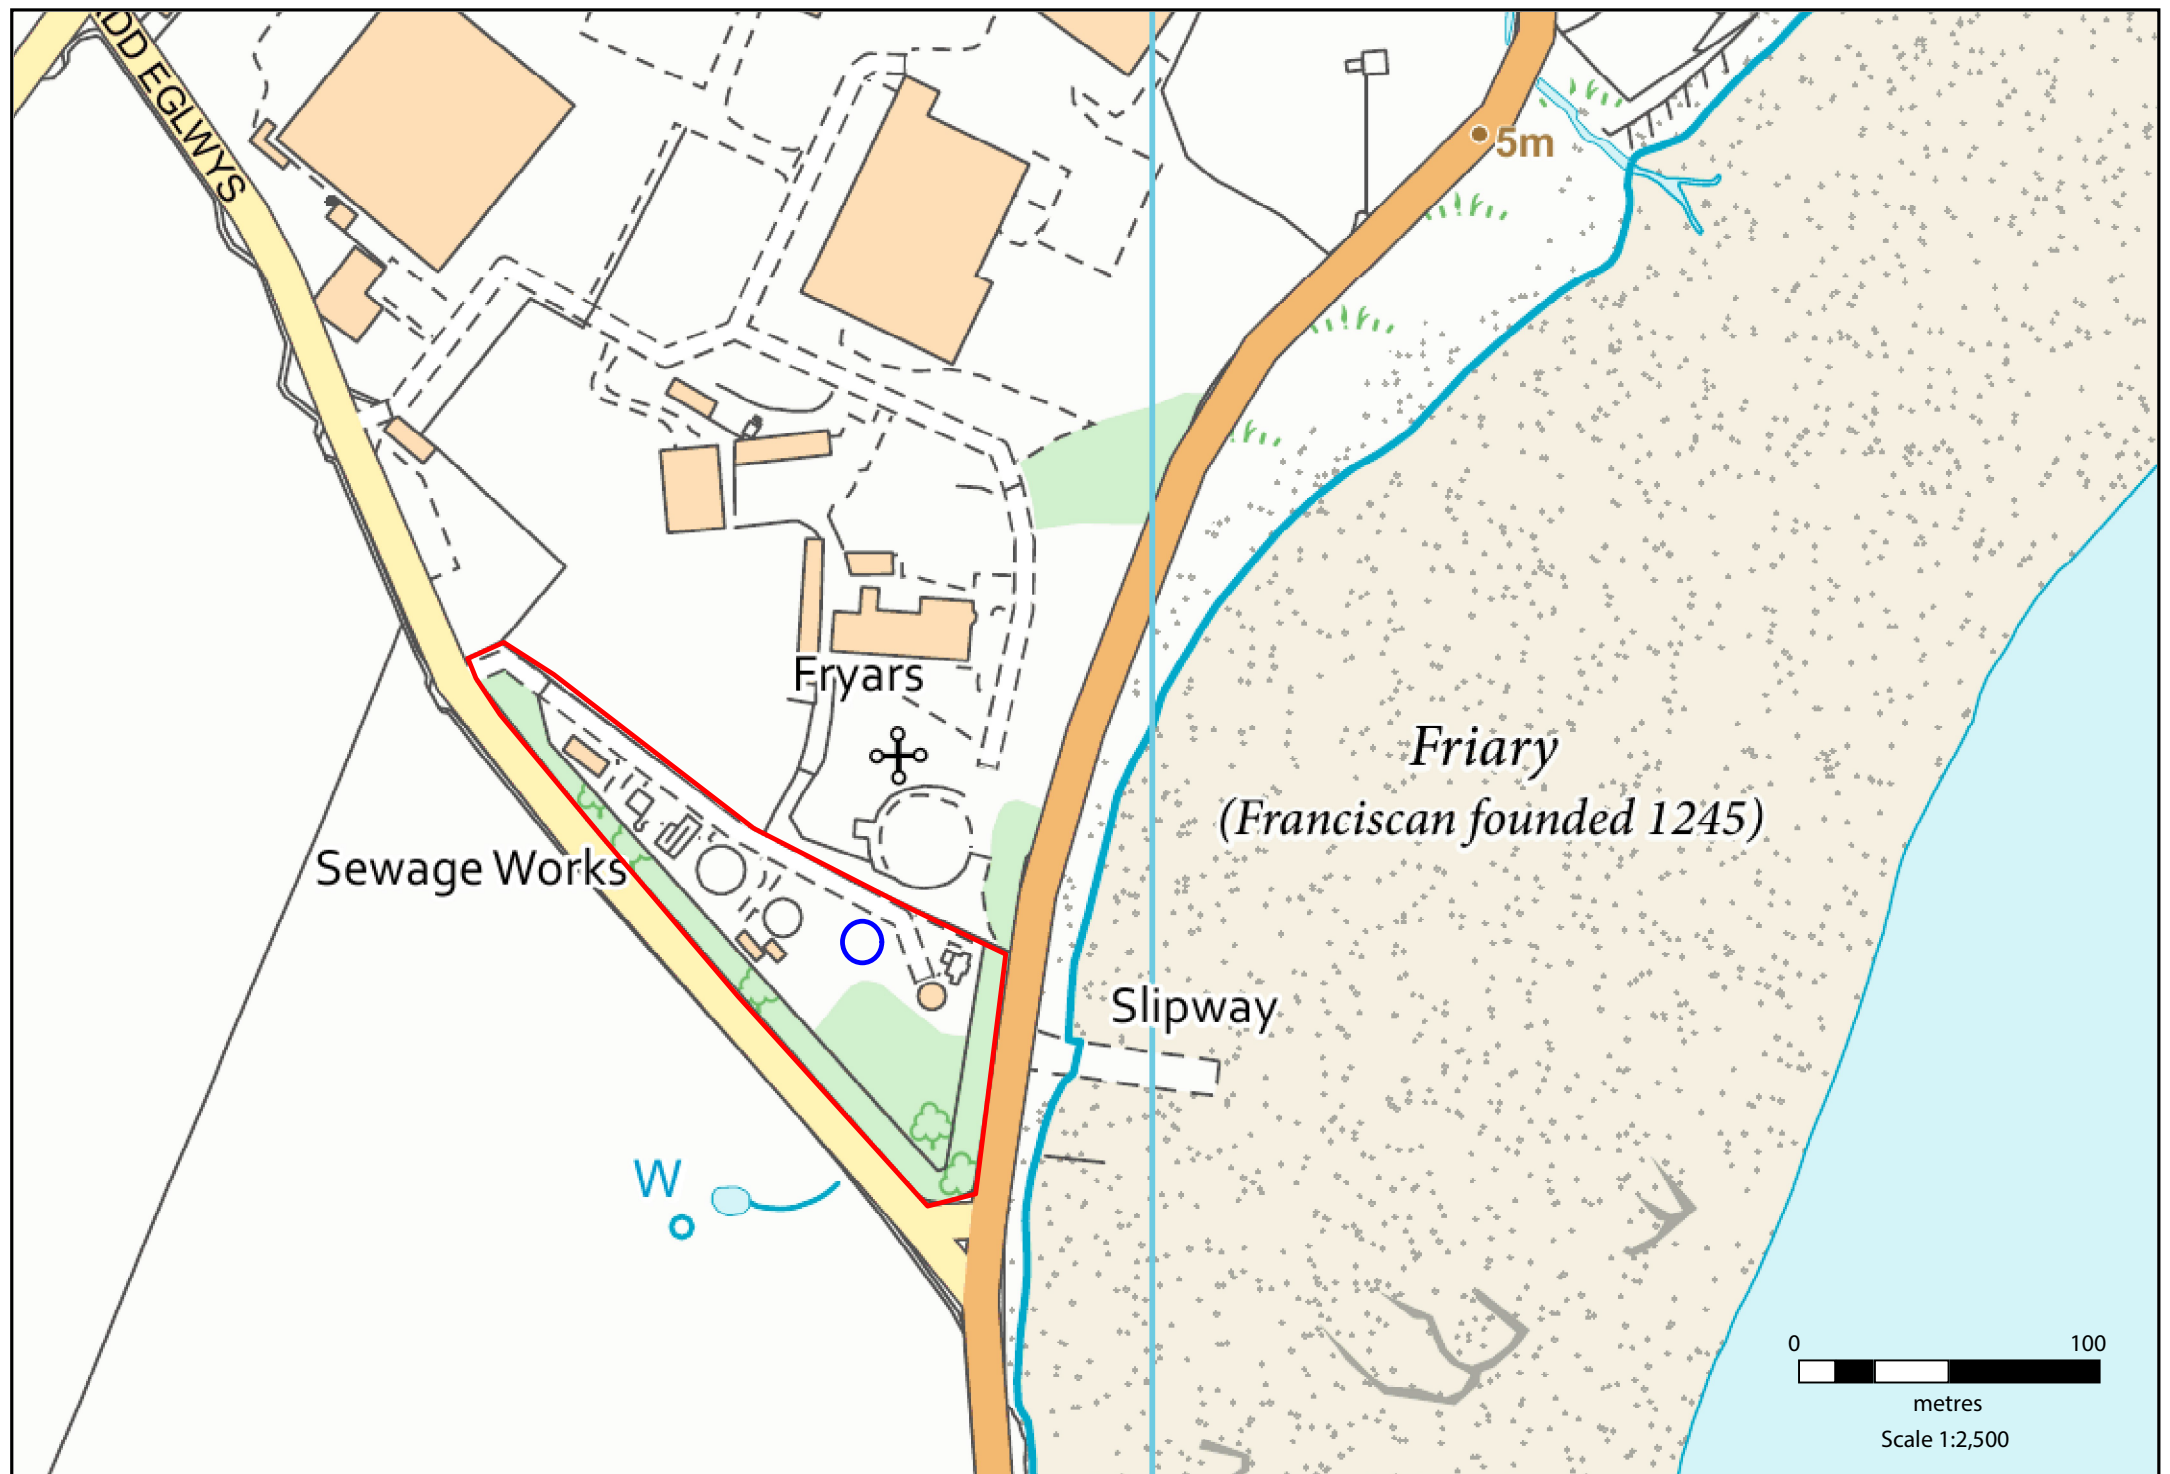 DD EGLWYS
5m
Fryars
Friary
(Franciscan founded 1245)
Sewage Works
Slipway
W
0 100
metres
Scale 1:2,500